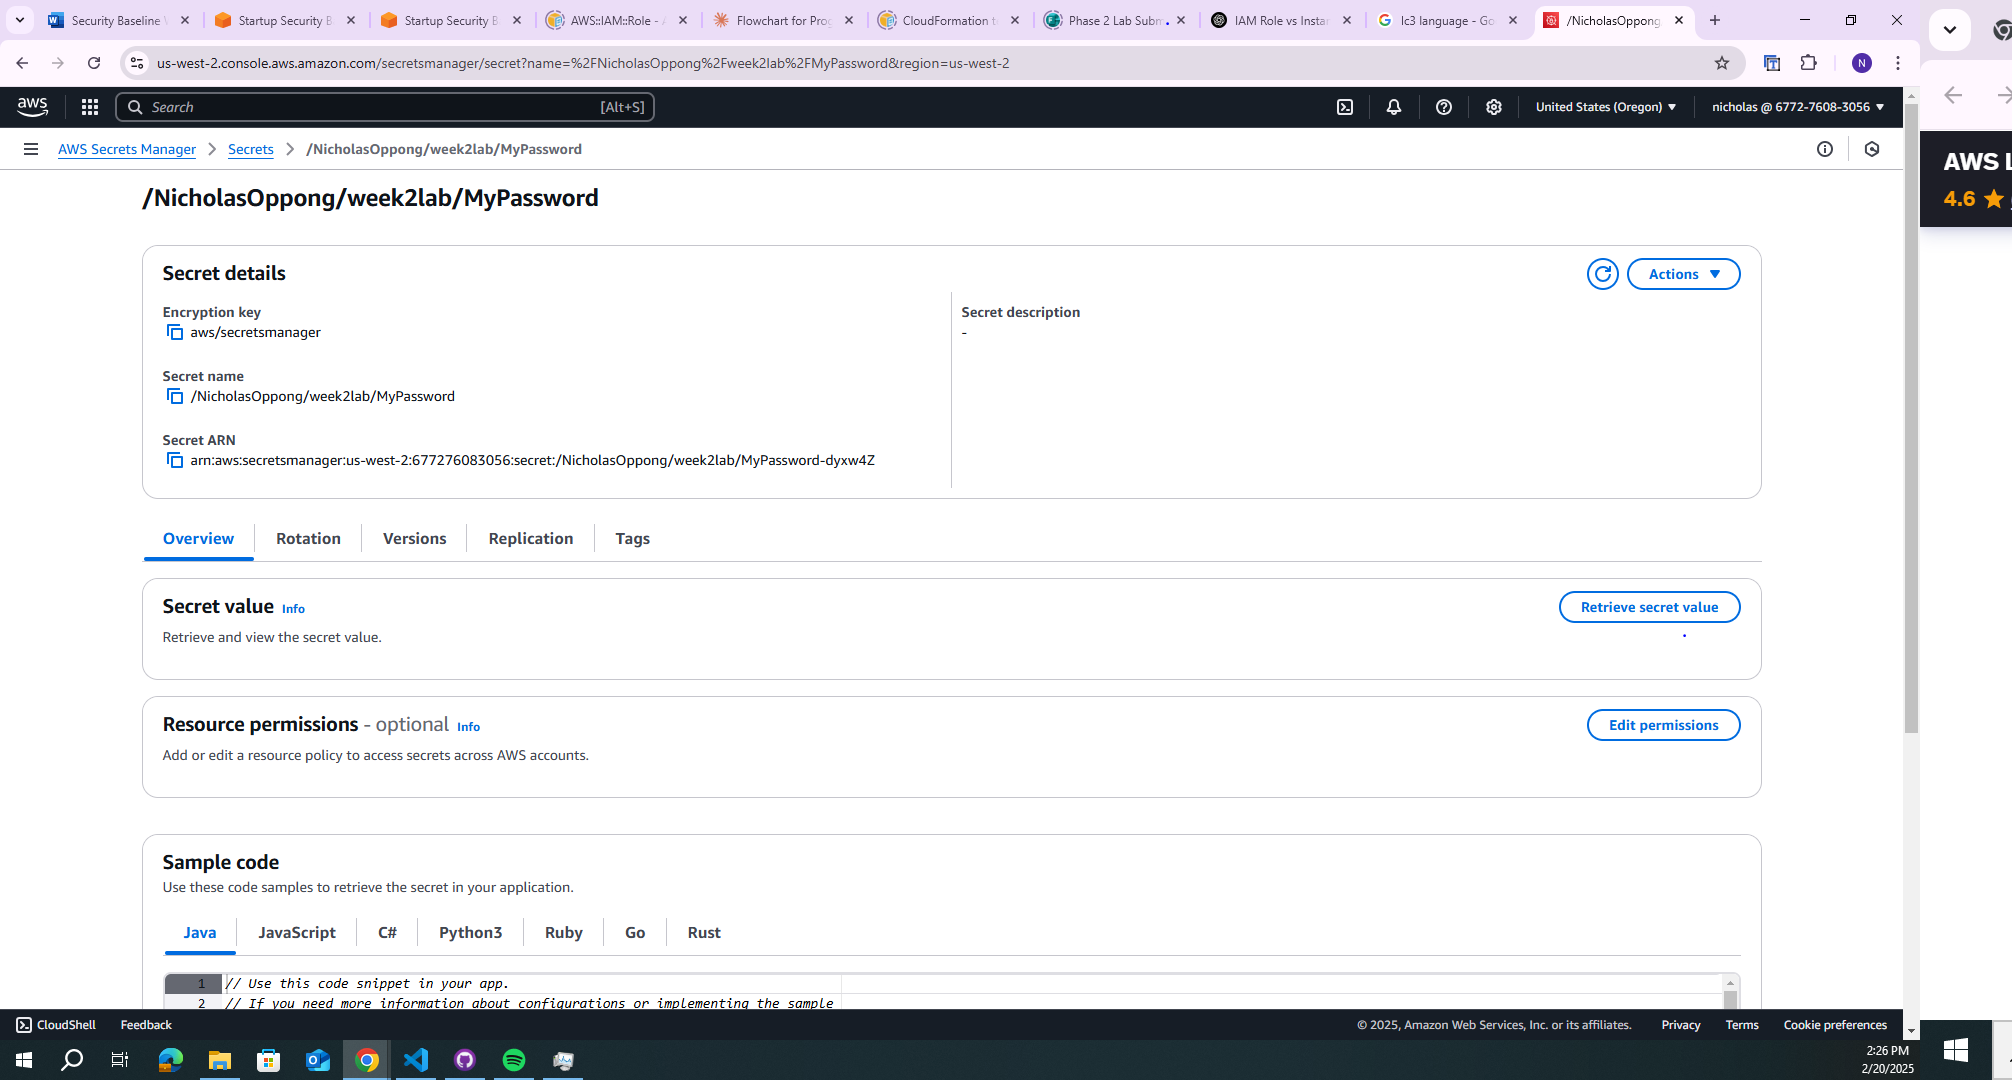 Security Baseline
Startup Security B
Startup Security B
AWS::IAM::Role -
Flowchart for Pro
CloudFormation t
Phase 2 Lab Subm
IAM Role vs Instan
lc3 language - Go
/NicholasOppong
us-west-2.console.aws.amazon.com/secretsmanager/secret?name=%2FNicholasOppong%2Fweek2lab%2FMyPassword&region=us-west-2
N
aws
Search
[Alt+S]
United States (Oregon)
nicholas @ 6772-7608-3056
AWS Secrets Manager
Secrets
/NicholasOppong/week2lab/MyPassword
AWS L
4.6
/NicholasOppong/week2lab/MyPassword
Secret details
Actions
Encryption key
aws/secretsmanager
Secret description
-
Secret name
/NicholasOppong/week2lab/MyPassword
Secret ARN
arn:aws:secretsmanager:us-west-2:677276083056:secret:/NicholasOppong/week2lab/MyPassword-dyxw4Z
Overview
Rotation
Versions
Replication
Tags
Secret value Info
Retrieve secret value
Retrieve and view the secret value.
Resource permissions - optional Info
Edit permissions
Add or edit a resource policy to access secrets across AWS accounts.
Sample code
Use these code samples to retrieve the secret in your application.
Java
JavaScript
C#
Python3
Ruby
Go
Rust
1 // Use this code snippet in your app.
2 // If you need more information about configurations or implementing the sample
CloudShell
Feedback
© 2025, Amazon Web Services, Inc. or its affiliates.
Privacy
Terms
Cookie preferences
2:26 PM
2/20/2025